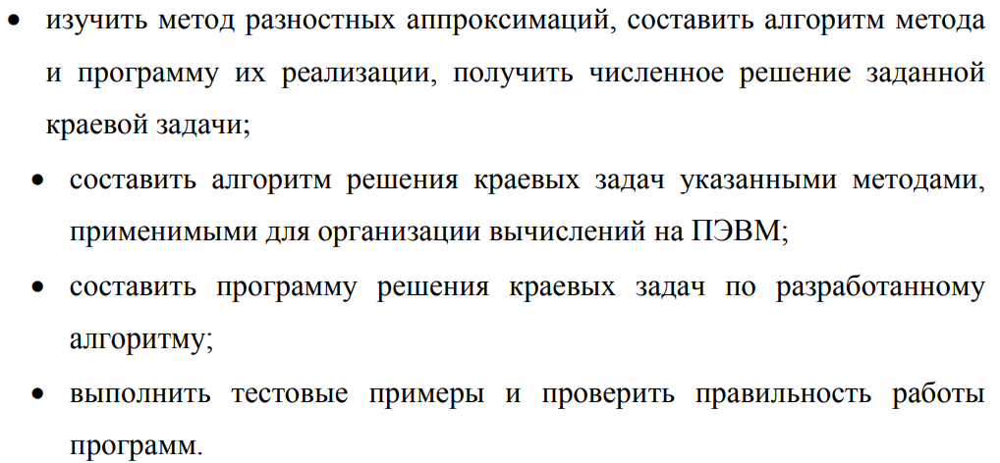 • изучить метод разностных аппроксимаций, составить алгоритм метода
и программу их реализации, получить численное решение заданной
краевой задачи;
• составить алгоритм решения краевых задач указанными методами,
применимыми для организации вычислений на ПЭВМ;
• составить программу решения краевых задач по разработанному
алгоритму;
• выполнить тестовые примеры и проверить правильность работы
программ.